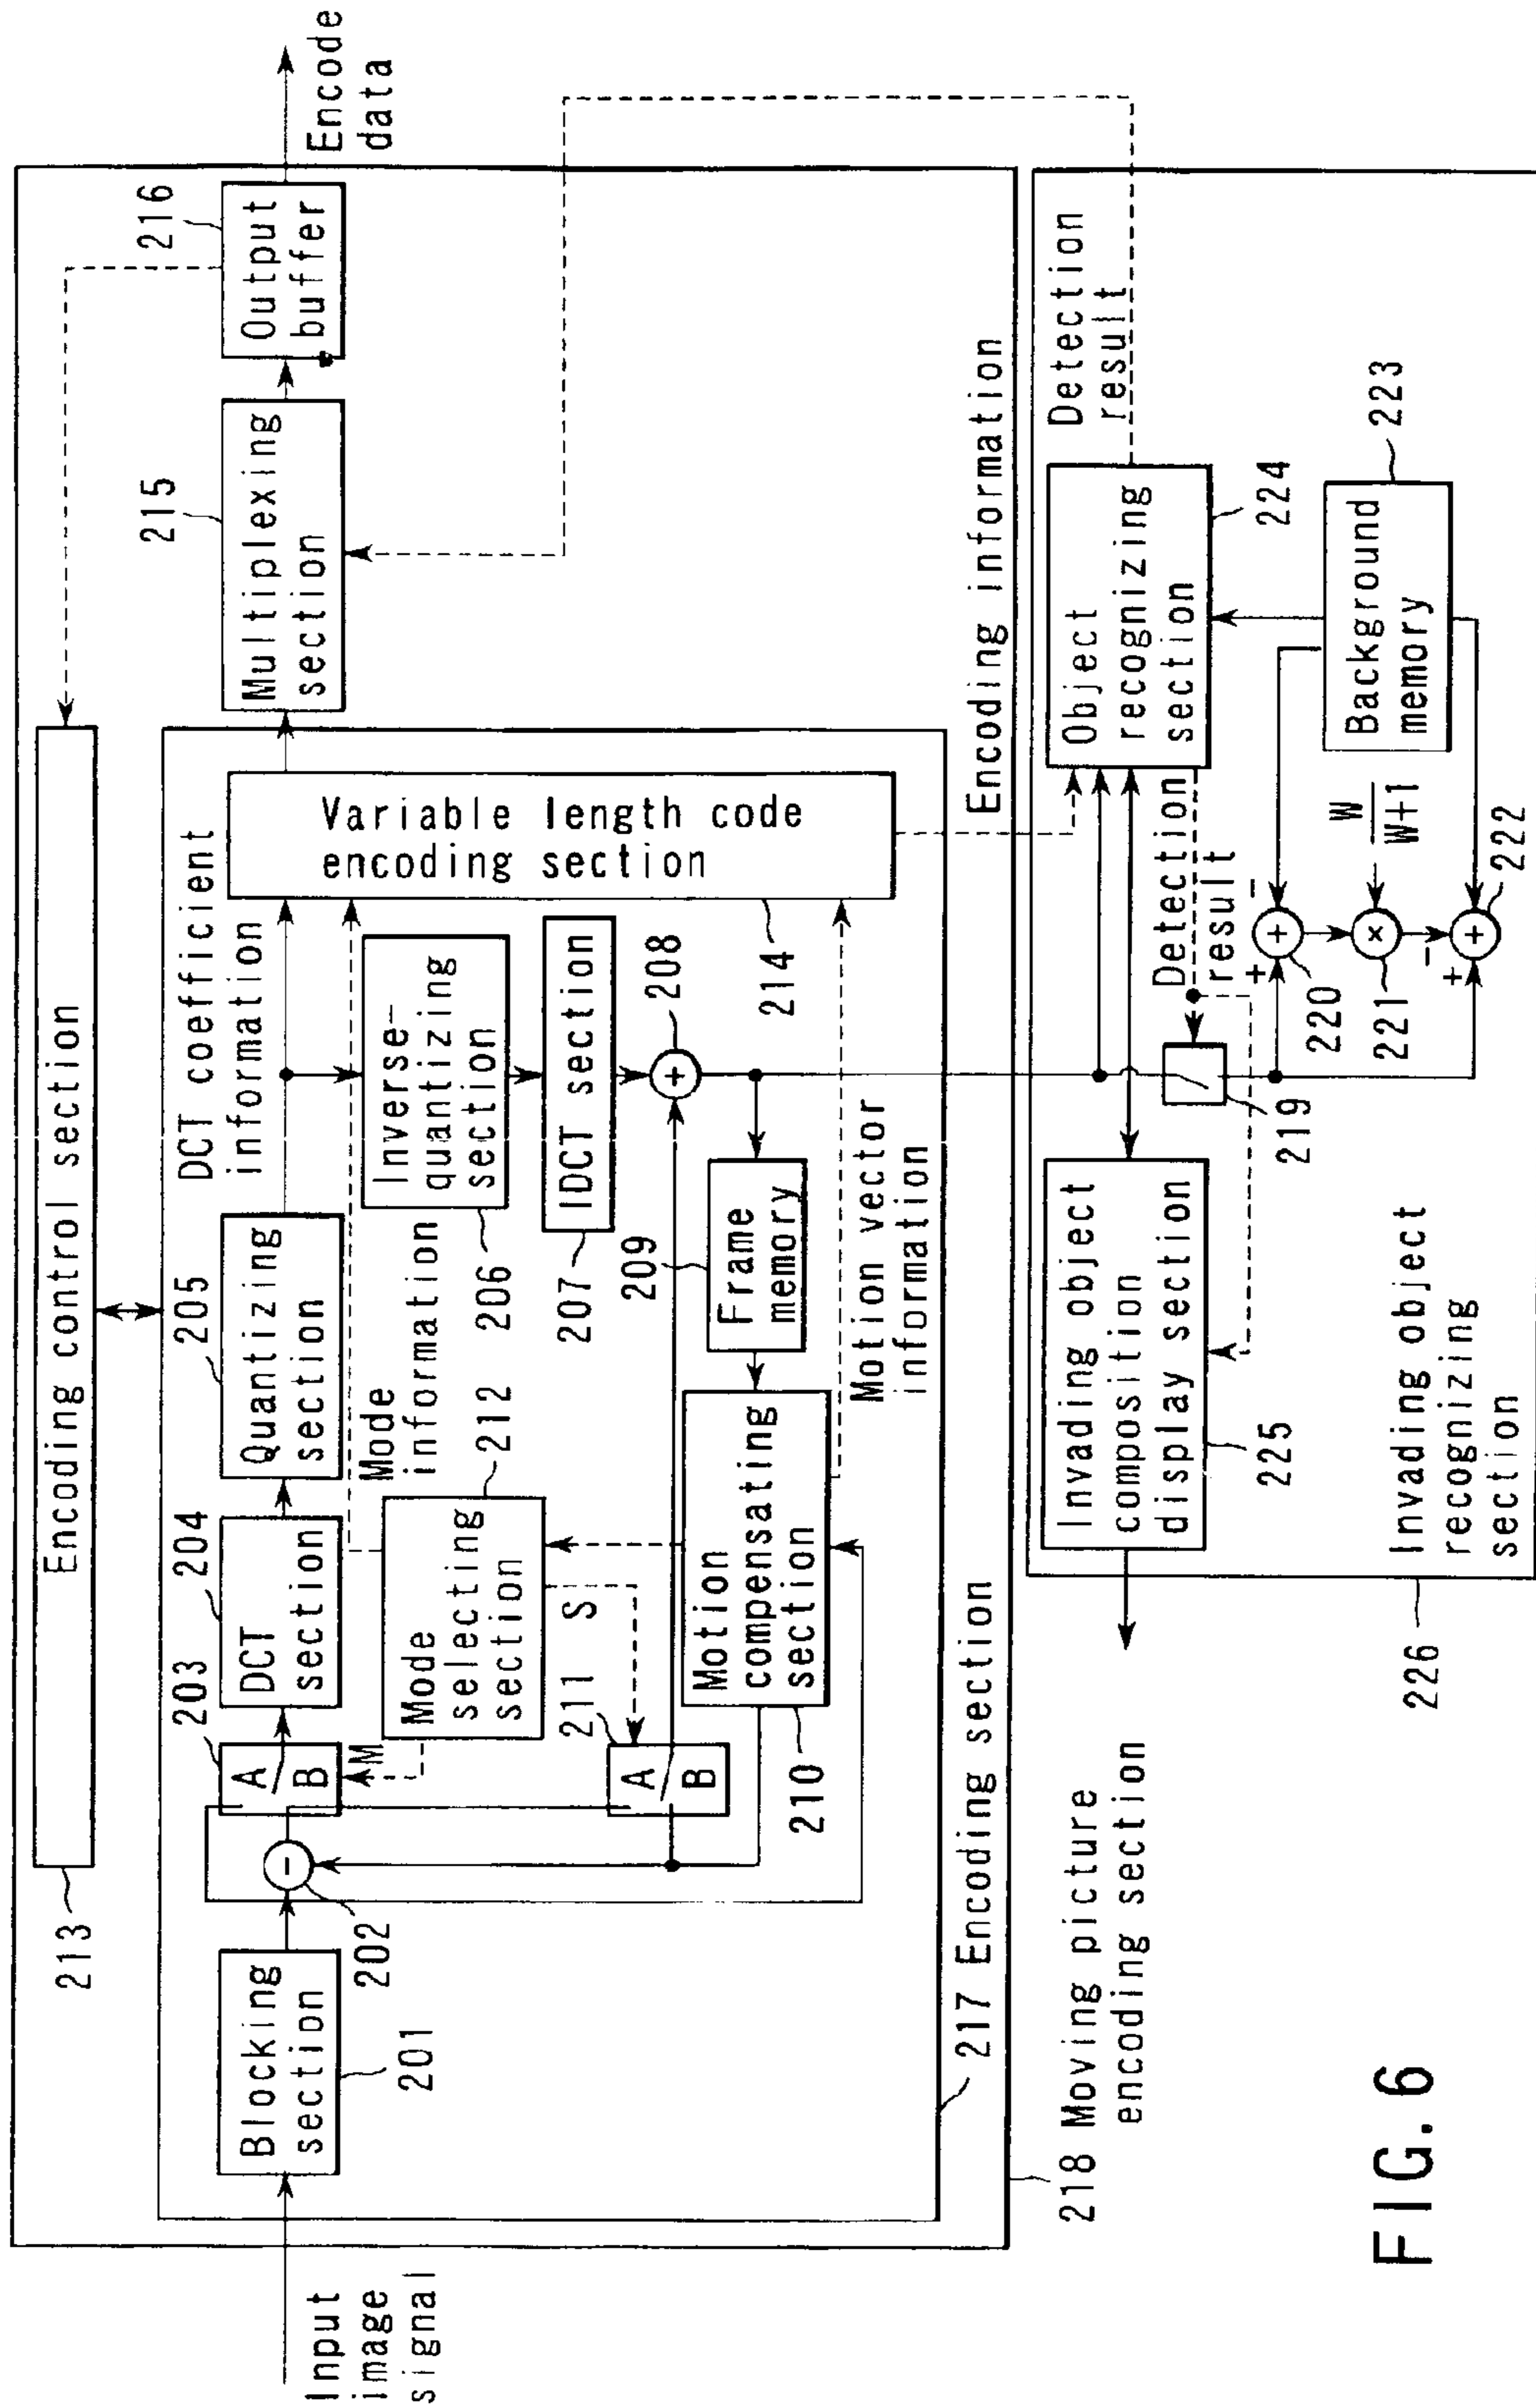 213
Encoding control section
Input
image
signal
Blocking
section
201
202
203
A
B
M
DCT
section
204
Quantizing
section
205
DCT coefficient
information
Multiplexing
section
215
Output
buffer
216
Encode
data
Mode
information
Mode
selecting
section
212
S
Inverse-
quantizing
section
206
IDCT section
207
+
208
-
Variable length code
encoding section
214
211
A
B
209
Frame
memory
Motion
compensating
section
210
Motion vector
information
217 Encoding section
Encoding information
218 Moving picture
encoding section
Invading object
composition
display section
225
Object
recognizing
section
224
Detection
result
Detection
result
219
+
-
+
220
W
W+1
×
221
-
+
+
222
Background
memory
223
Invading object
recognizing
section
226
FIG.6